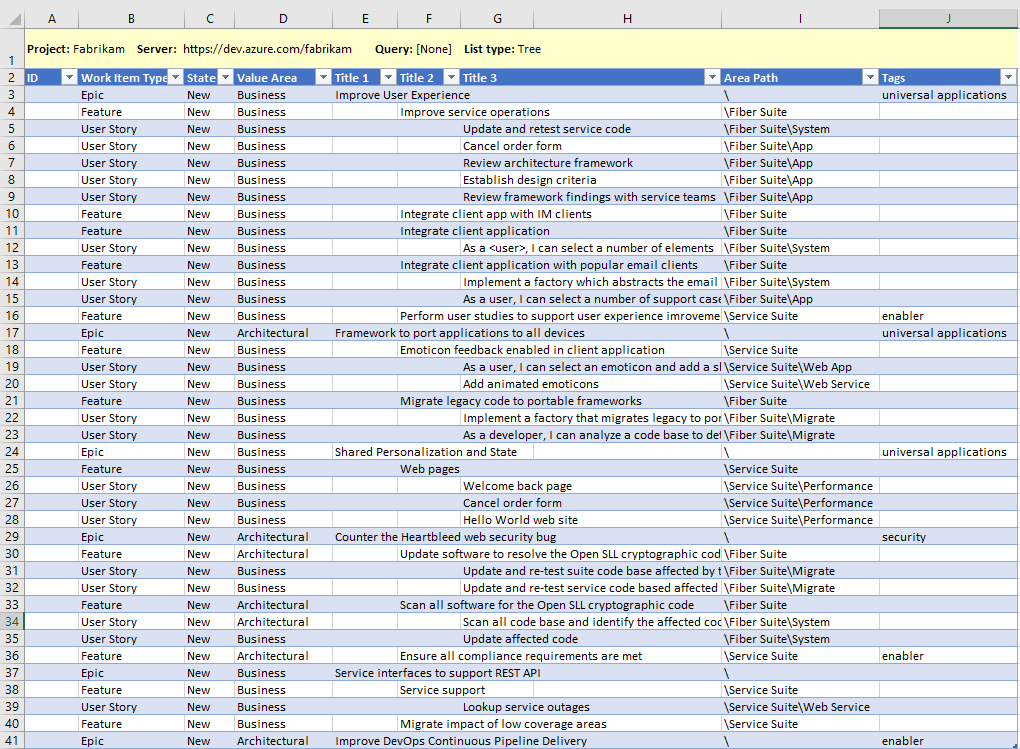 A B C D E F G H I J
1 Project: Fabrikam Server: https://dev.azure.com/fabrikam Query: [None] List type: Tree
2 ID Work Item Type State Value Area Title 1 Title 2 Title 3 Area Path Tags
3 Epic New Business Improve User Experience \ universal applications
4 Feature New Business Improve service operations \Fiber Suite
5 User Story New Business Update and retest service code \Fiber Suite\System
6 User Story New Business Cancel order form \Fiber Suite\App
7 User Story New Business Review architecture framework \Fiber Suite\App
8 User Story New Business Establish design criteria \Fiber Suite\App
9 User Story New Business Review framework findings with service teams \Fiber Suite\App
10 Feature New Business Integrate client app with IM clients \Fiber Suite
11 Feature New Business Integrate client application \Fiber Suite
12 User Story New Business As a <user>, I can select a number of elements \Fiber Suite\System
13 Feature New Business Integrate client application with popular email clients \Fiber Suite
14 User Story New Business Implement a factory which abstracts the email \Fiber Suite\System
15 User Story New Business As a user, I can select a number of support case \Fiber Suite\App
16 Feature New Business Perform user studies to support user experience imroveme \Service Suite enabler
17 Epic New Architectural Framework to port applications to all devices \ universal applications
18 Feature New Business Emoticon feedback enabled in client application \Service Suite
19 User Story New Business As a user, I can select an emoticon and add a sl \Service Suite\Web App
20 User Story New Business Add animated emoticons \Service Suite\Web Service
21 Feature New Business Migrate legacy code to portable frameworks \Fiber Suite
22 User Story New Business Implement a factory that migrates legacy to por \Fiber Suite\Migrate
23 User Story New Business As a developer, I can analyze a code base to det \Fiber Suite\Migrate
24 Epic New Business Shared Personalization and State \ universal applications
25 Feature New Business Web pages \Service Suite
26 User Story New Business Welcome back page \Service Suite\Performance
27 User Story New Business Cancel order form \Service Suite\Performance
28 User Story New Business Hello World web site \Service Suite\Performance
29 Epic New Architectural Counter the Heartbleed web security bug \ security
30 Feature New Architectural Update software to resolve the Open SLL cryptographic cod \Fiber Suite
31 User Story New Business Update and re-test suite code base affected by t \Fiber Suite\Migrate
32 User Story New Business Update and re-test service code based affected \Fiber Suite\Migrate
33 Feature New Architectural Scan all software for the Open SLL cryptographic code \Fiber Suite
34 User Story New Architectural Scan all code base and identify the affected cod \Fiber Suite\System
35 User Story New Business Update affected code \Fiber Suite\System
36 Feature New Architectural Ensure all compliance requirements are met \Service Suite enabler
37 Epic New Business Service interfaces to support REST API \
38 Feature New Business Service support \Service Suite
39 User Story New Business Lookup service outages \Service Suite\Web Service
40 Feature New Business Migrate impact of low coverage areas \Service Suite
41 Epic New Architectural Improve DevOps Continuous Pipeline Delivery \ enabler